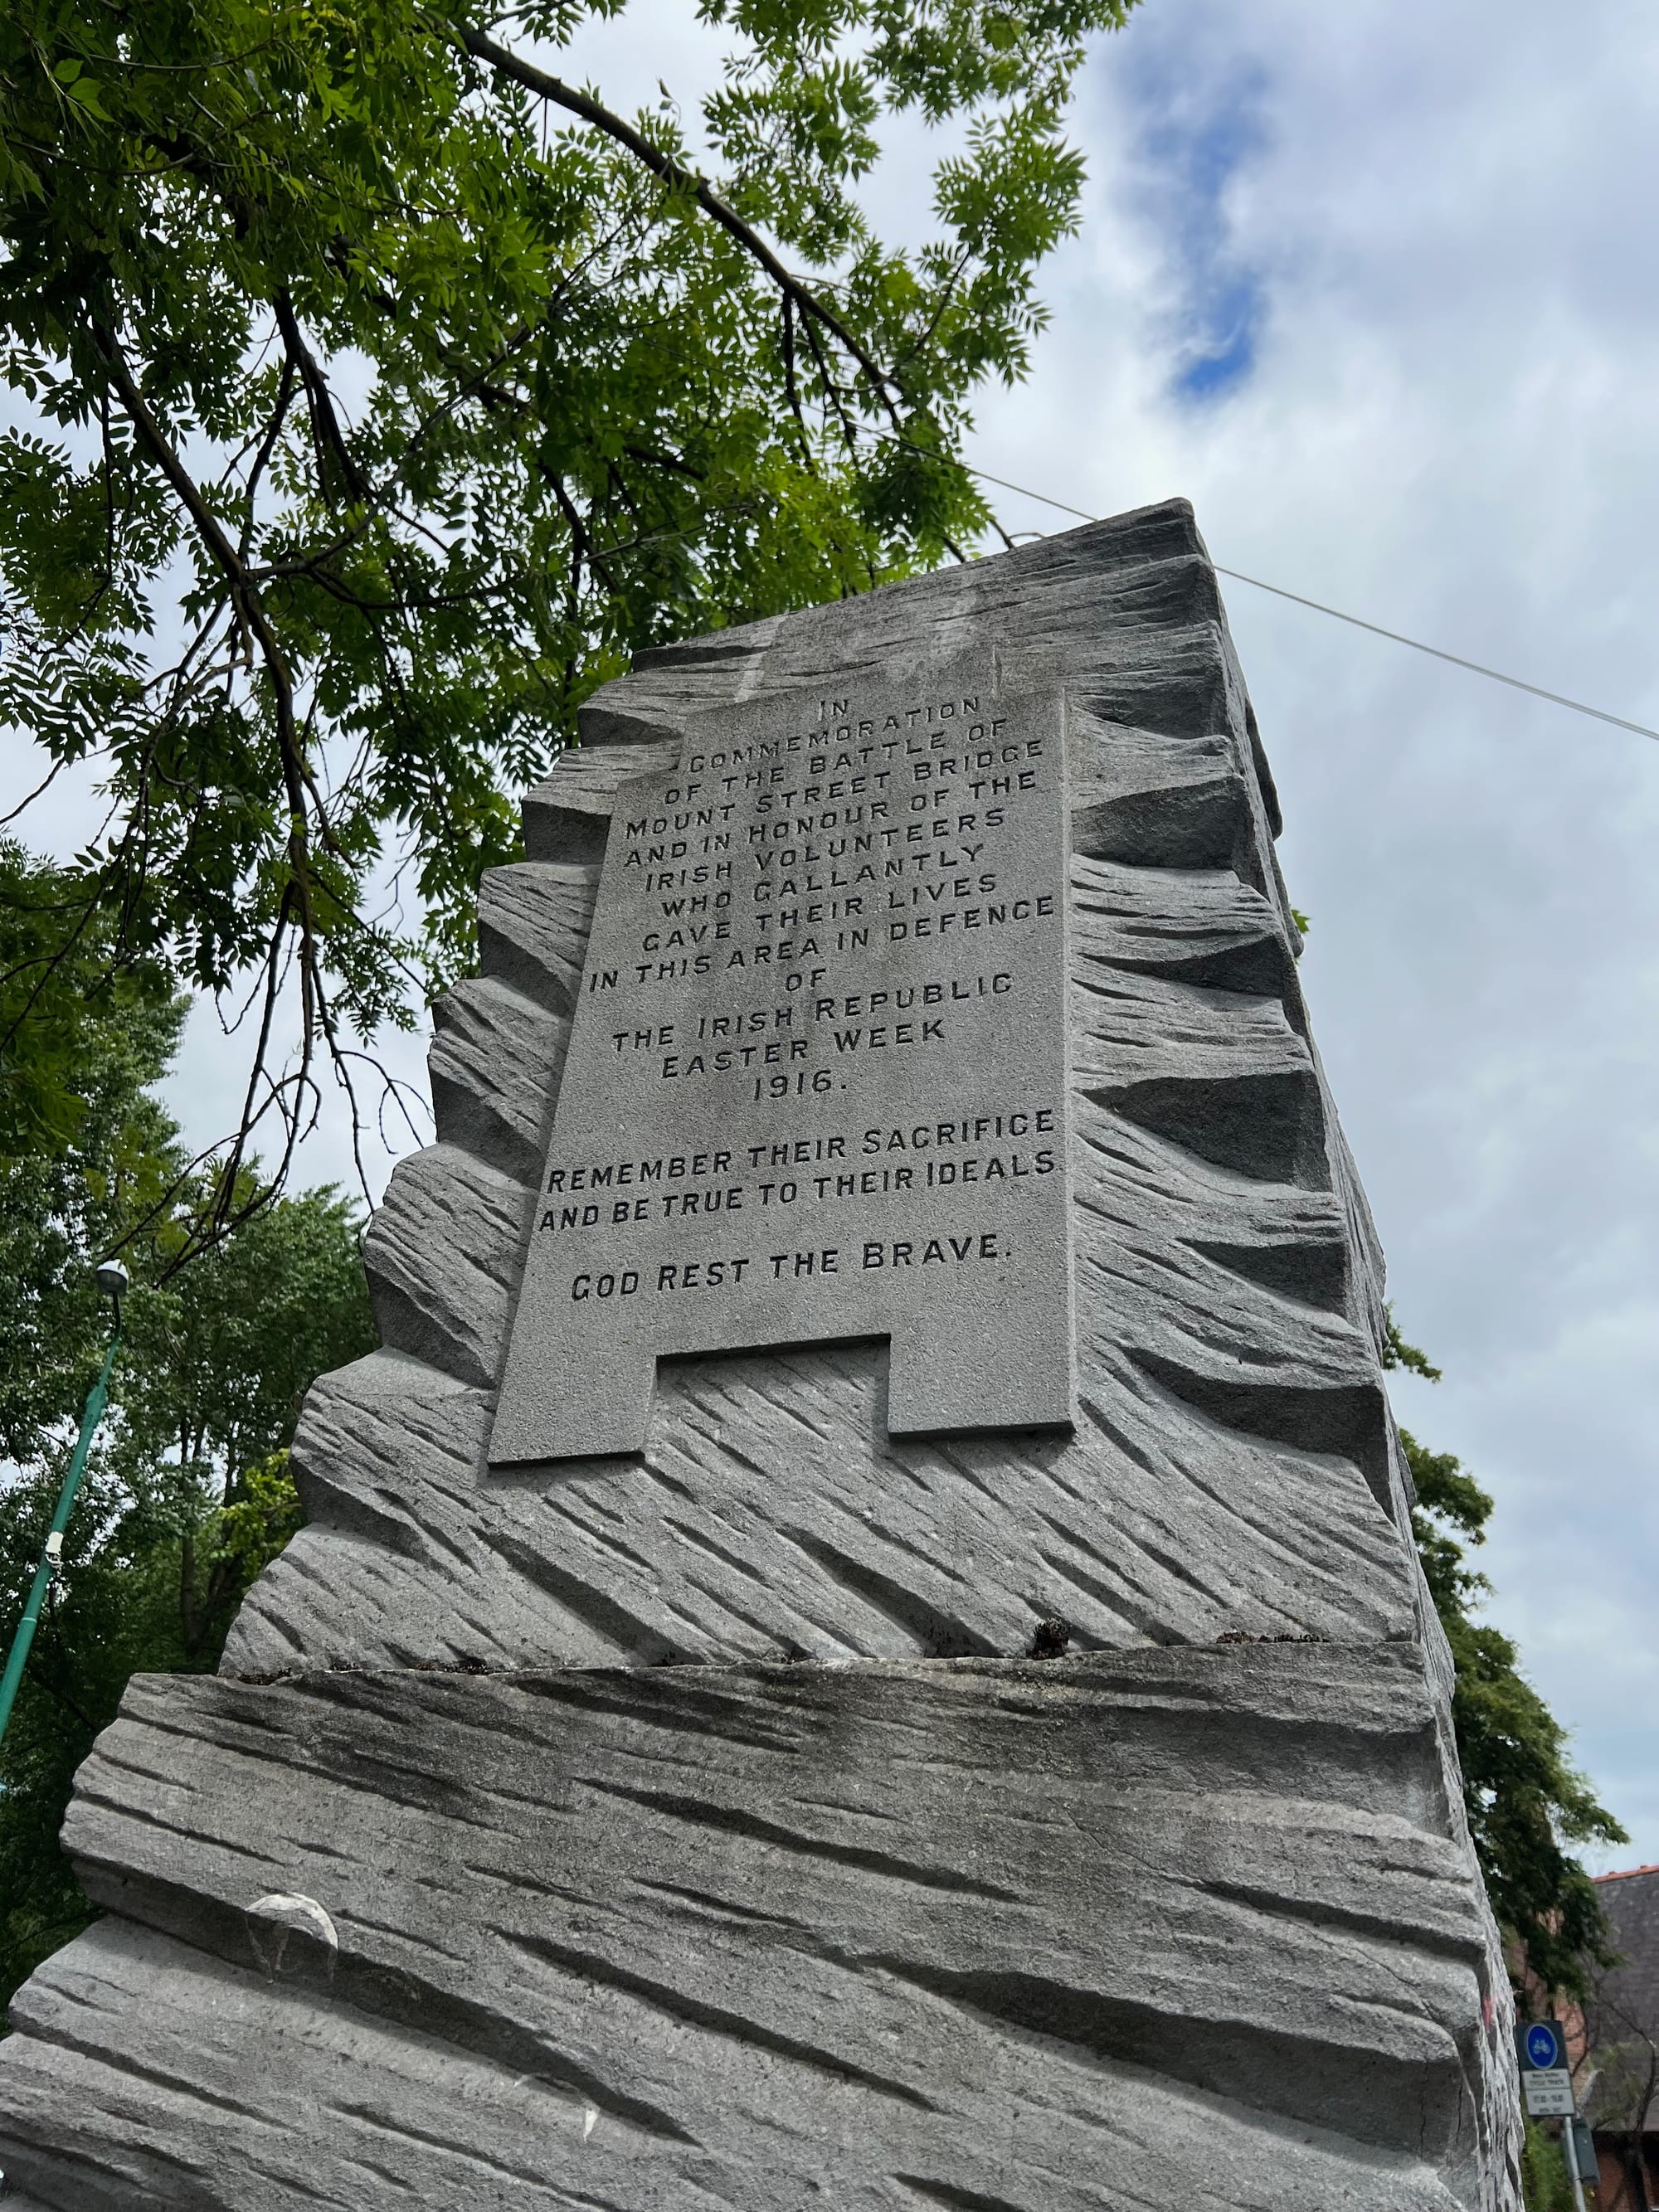 IN
COMMEMORATION
OF THE BATTLE OF
MOUNT STREET BRIDGE
AND IN HONOUR OF THE
IRISH VOLUNTEERS
WHO GALLANTLY
GAVE THEIR LIVES
IN THIS AREA IN DEFENCE
OF
THE IRISH REPUBLIC
EASTER WEEK
1916.
REMEMBER THEIR SACRIFICE
AND BE TRUE TO THEIR IDEALS.
GOD REST THE BRAVE.